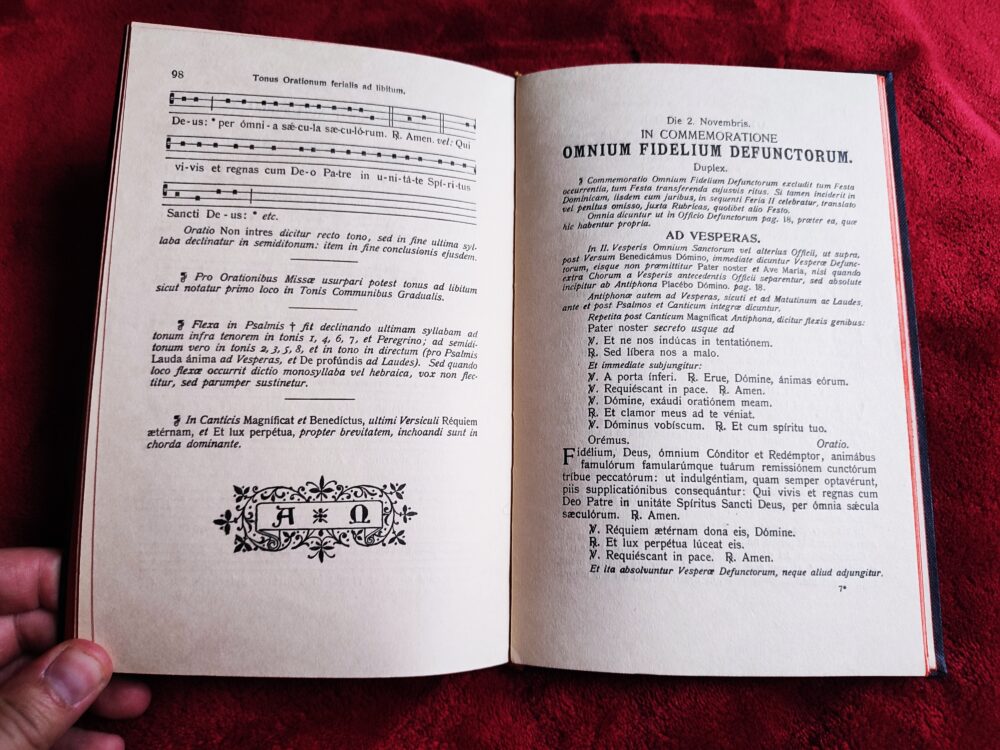 98
Tonus Orationum ferialis ad libitum.
De-us: * per ómni-a sǽ-cu-la sæ-cu-ló-rum. ℟. Amen. vel: Qui
vi-vis et regnas cum De-o Pa-tre in u-ni-tá-te Spí-ri-tus
Sancti De-us: * etc.
Oratio Non intres dicitur recto tono, sed in fine ultima syl-
laba declinatur in semiditonum: item in fine conclusionis ejusdem.
¶ Pro Orationibus Missæ usurpari potest tonus ad libitum
sicut notatur primo loco in Tonis Communibus Gradualis.
¶ Flexa in Psalmis † fit declinando ultimam syllabam ad
tonum infra tenorem in tonis 1, 4, 6, 7, et Peregrino; ad semidi-
tonum vero in tonis 2, 3, 5, 8, et in tono in directum (pro Psalmis
Lauda ánima ad Vesperas, et De profúndis ad Laudes). Sed quando
loco flexæ occurrit dictio monosyllaba vel hebraica, vox non flec-
titur, sed parumper sustinetur.
¶ In Canticis Magníficat et Benedíctus, ultimi Versiculi Réquiem
ætérnam, et Et lux perpétua, propter brevitatem, inchoandi sunt in
chorda dominante.
A Ω
Die 2. Novembris.
IN COMMEMORATIONE
OMNIUM FIDELIUM DEFUNCTORUM.
Duplex.
¶ Commemoratio Omnium Fidelium Defunctorum excludit tum Festa
occurrentia, tum Festa transferenda cujusvis ritus. Si tamen inciderit in
Dominicam, iisdem cum juribus, in sequenti Feria II celebratur, translato
vel penitus omisso, juxta Rubricas, quolibet alio Festo.
Omnia dicuntur ut in Officio Defunctorum pag. 18, præter ea, quæ
hic habentur propria.
AD VESPERAS.
In II. Vesperis Omnium Sanctorum vel alterius Officii, ut supra,
post Versum Benedicámus Dómino, immediate dicuntur Vesperæ Defunc-
torum, eisque non præmittitur Pater noster et Ave María, nisi quando
extra Chorum a Vesperis antecedentis Officii separentur, sed absolute
incipitur ab Antiphona Placébo Dómino. pag. 18.
Antiphonæ autem ad Vesperas, sicuti et ad Matutinum ac Laudes,
ante et post Psalmos et Canticum integræ dicuntur.
Repetita post Canticum Magníficat Antiphona, dicitur flexis genibus:
Pater noster secreto usque ad
℣. Et ne nos indúcas in tentatiónem.
℟. Sed líbera nos a malo.
Et immediate subjungitur:
℣. A porta ínferi. ℟. Erue, Dómine, ánimas eórum.
℣. Requiéscant in pace. ℟. Amen.
℣. Dómine, exáudi oratiónem meam.
℟. Et clamor meus ad te véniat.
℣. Dóminus vobíscum. ℟. Et cum spíritu tuo.
Orémus. Oratio.
Fidélium, Deus, ómnium Cónditor et Redémptor, animábus
famulórum famularúmque tuárum remissiónem cunctórum
tríbue peccatórum: ut indulgéntiam, quam semper optavérunt,
piis supplicatiónibus consequántur: Qui vivis et regnas cum
Deo Patre in unitáte Spíritus Sancti Deus, per ómnia sǽcula
sæculórum. ℟. Amen.
℣. Réquiem ætérnam dona eis, Dómine.
℟. Et lux perpétua lúceat eis.
℣. Requiéscant in pace. ℟. Amen.
Et ita absolvuntur Vesperæ Defunctorum, neque aliud adjungitur.
7*